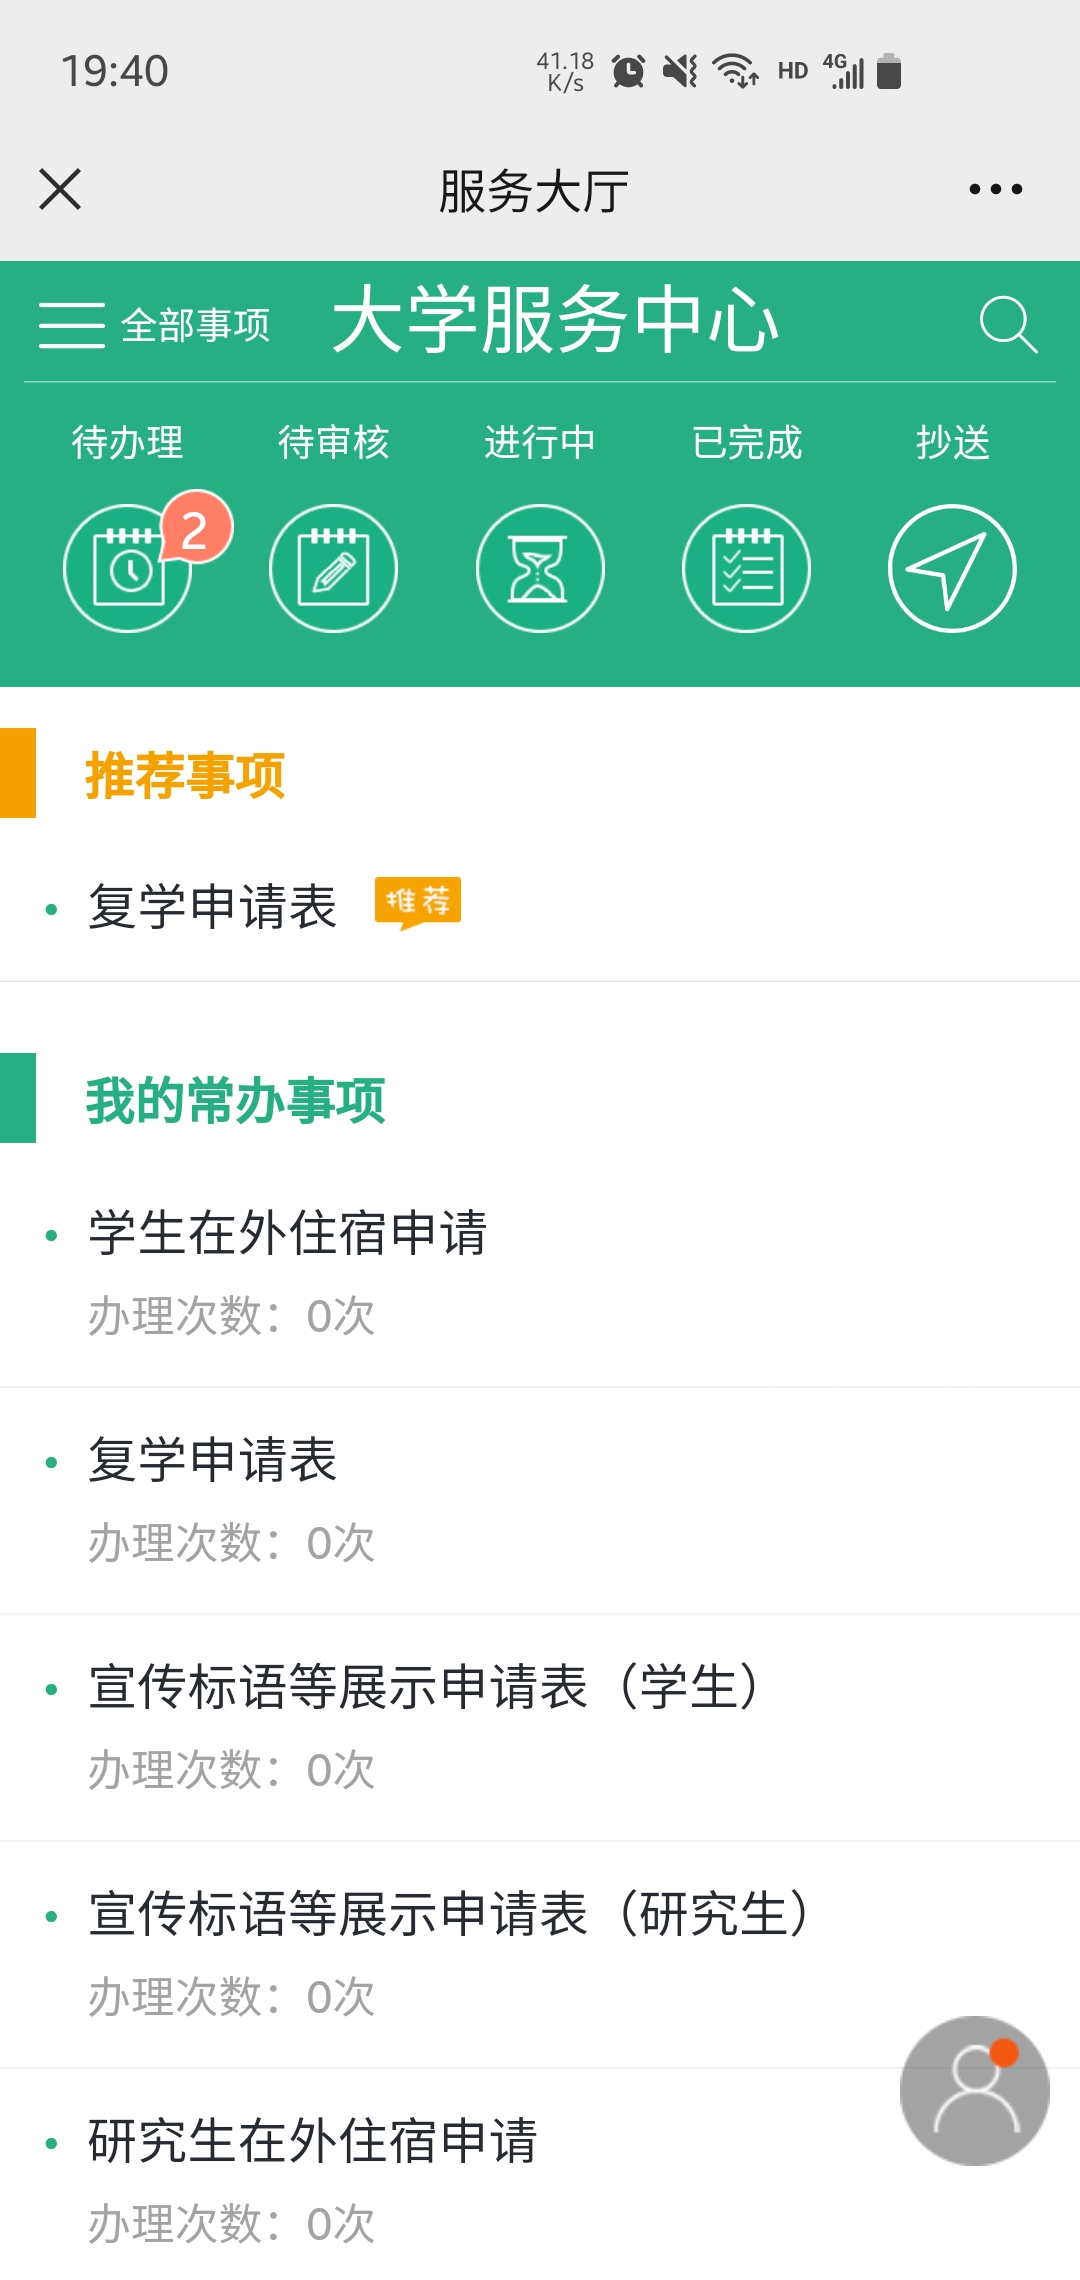 19:40
41.18
K/s
HD
4G
服务大厅
全部事项
大学服务中心
待办理
待审核
进行中
已完成
抄送
2
推荐事项
复学申请表
推荐
我的常办事项
学生在外住宿申请
办理次数：0次
复学申请表
办理次数：0次
宣传标语等展示申请表（学生）
办理次数：0次
宣传标语等展示申请表（研究生）
办理次数：0次
研究生在外住宿申请
办理次数：0次